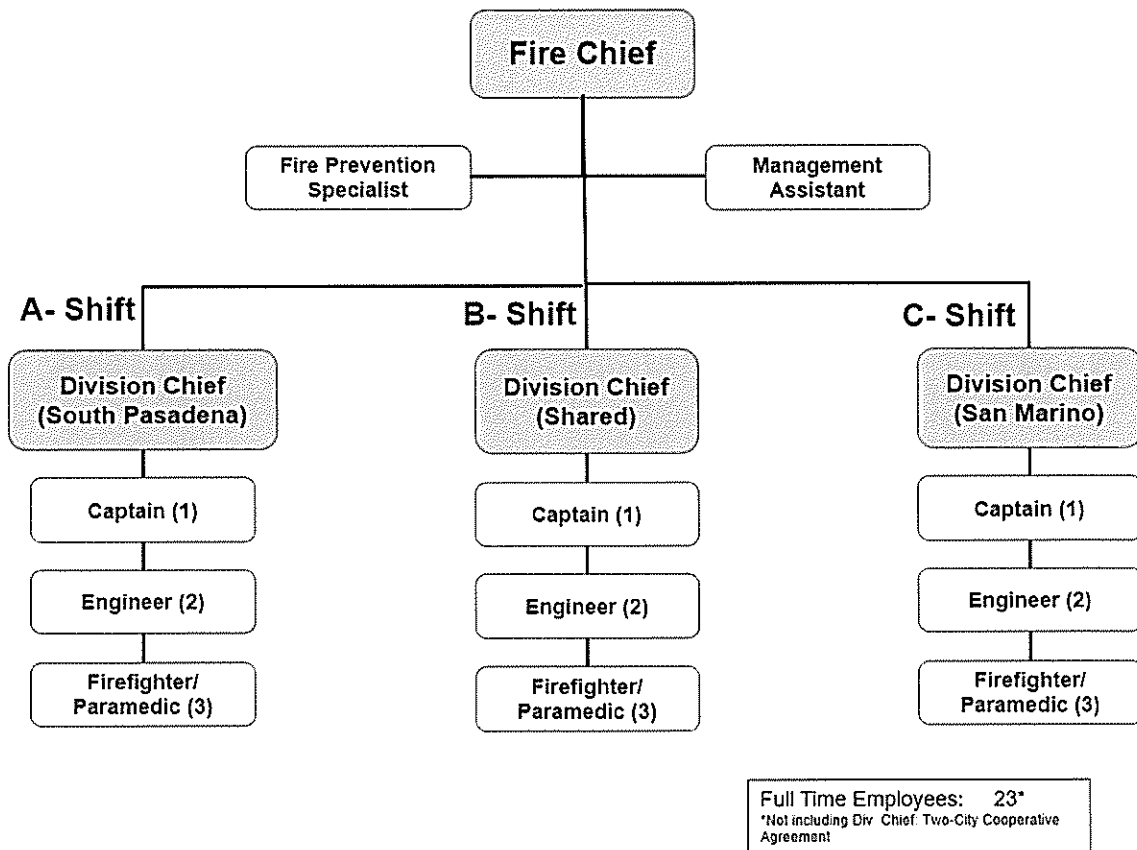 Fire Chief
Fire Prevention
Specialist
Management
Assistant
A- Shift
B- Shift
C- Shift
Division Chief
(South Pasadena)
Division Chief
(Shared)
Division Chief
(San Marino)
Captain (1)
Captain (1)
Captain (1)
Engineer (2)
Engineer (2)
Engineer (2)
Firefighter/
Paramedic (3)
Firefighter/
Paramedic (3)
Firefighter/
Paramedic (3)
Full Time Employees: 23*
*Not including Div Chief: Two-City Cooperative
Agreement